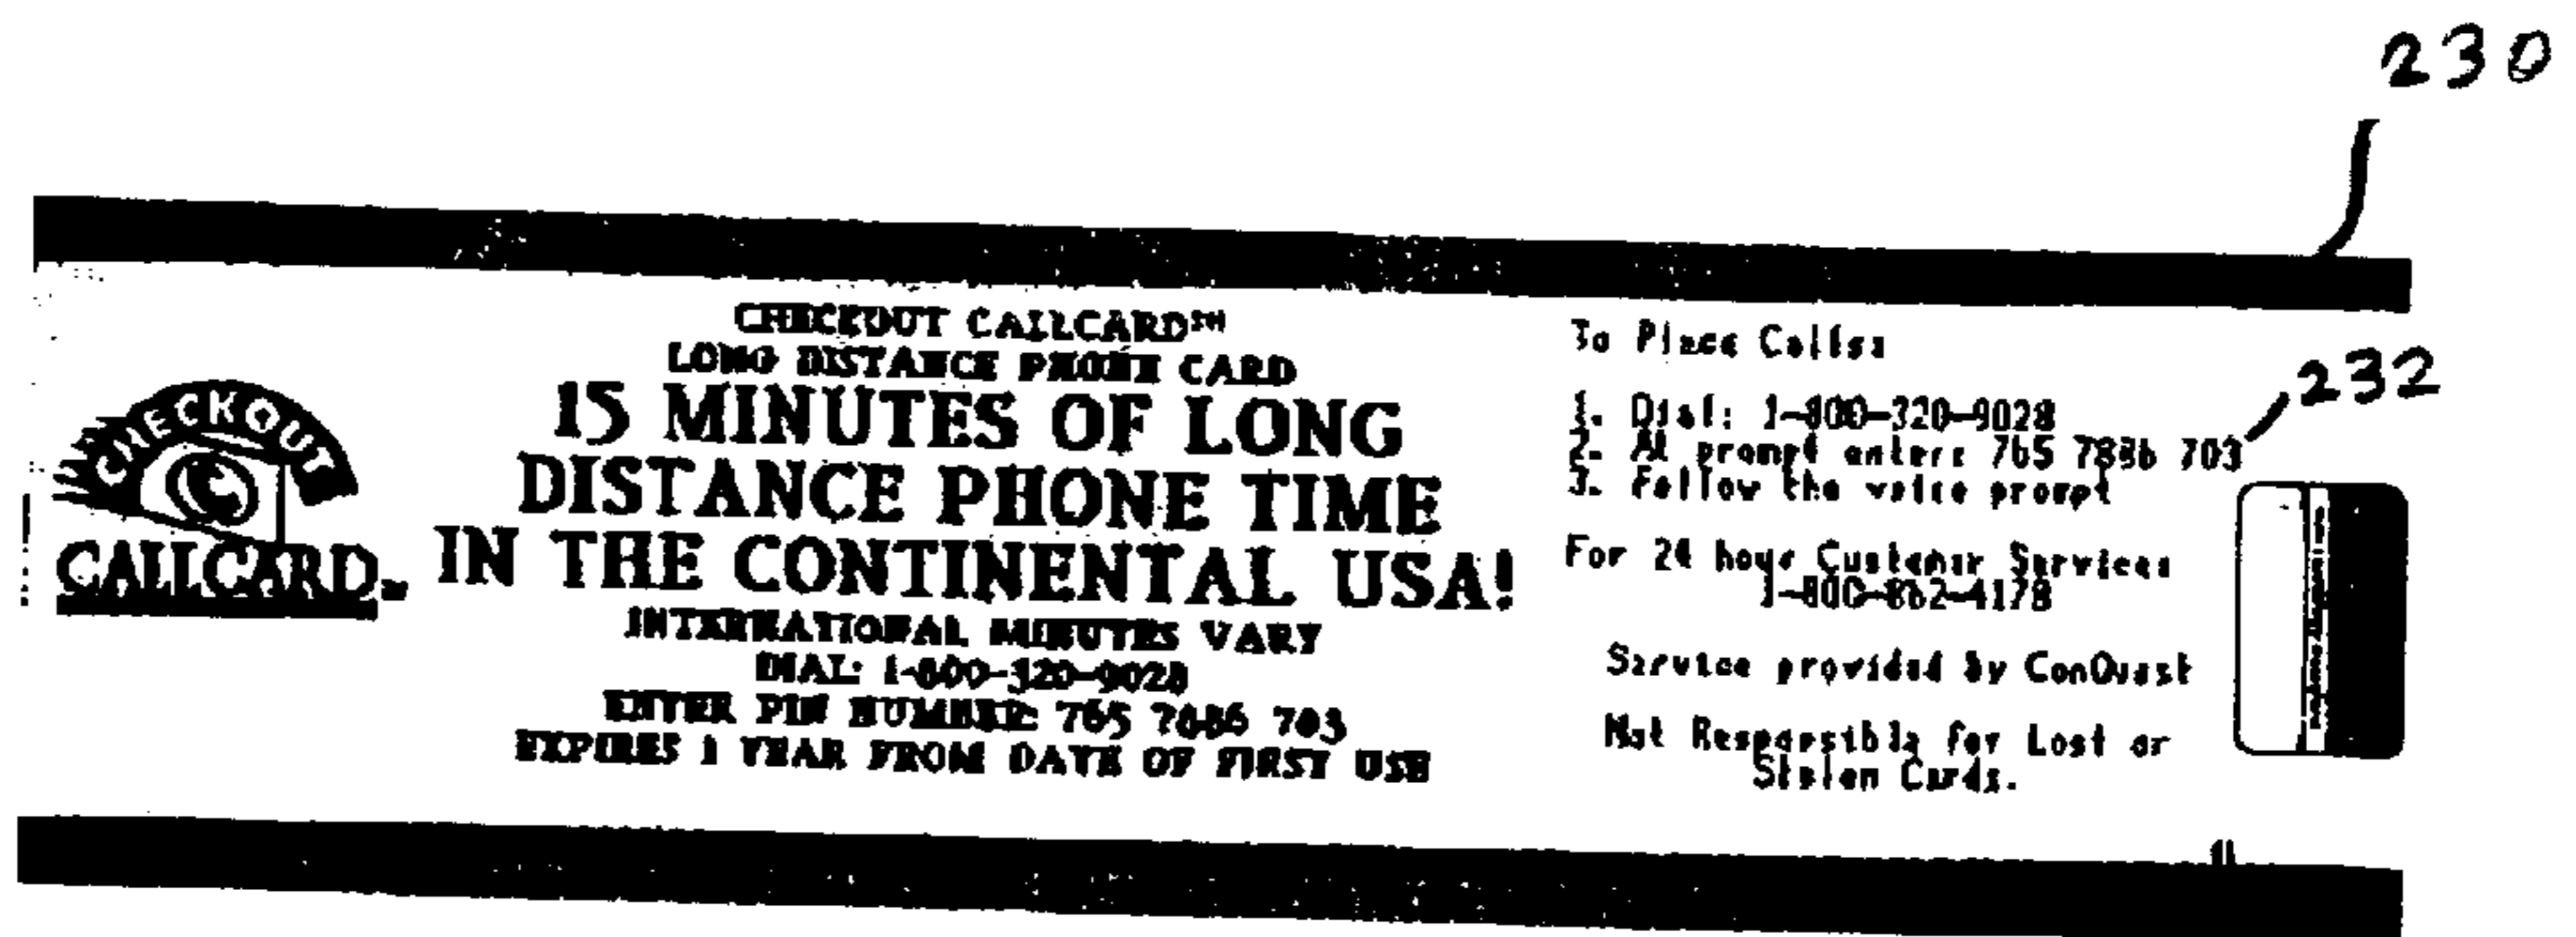 230
CHECKOUT CALLCARD℠
LONG DISTANCE PHONE CARD
15 MINUTES OF LONG
DISTANCE PHONE TIME
IN THE CONTINENTAL USA!
INTERNATIONAL MINUTES VARY
DIAL: 1-800-320-9028
ENTER PIN NUMBER: 765 7886 703
EXPIRES 1 YEAR FROM DATE OF FIRST USE
CHECKOUT
CALLCARD
To Place Calls:
1. Dial: 1-800-320-9028
2. At prompt enter: 765 7886 703
3. Follow the voice prompt
232
For 24 hour Customer Service:
1-800-862-4178
Service provided by ConQuest
Not Responsible for Lost or
Stolen Cards.